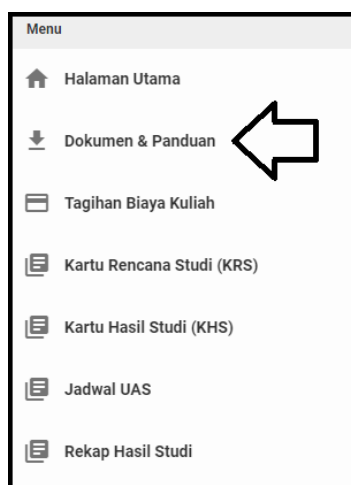 Menu
Halaman Utama
Dokumen & Panduan
Tagihan Biaya Kuliah
Kartu Rencana Studi (KRS)
Kartu Hasil Studi (KHS)
Jadwal UAS
Rekap Hasil Studi